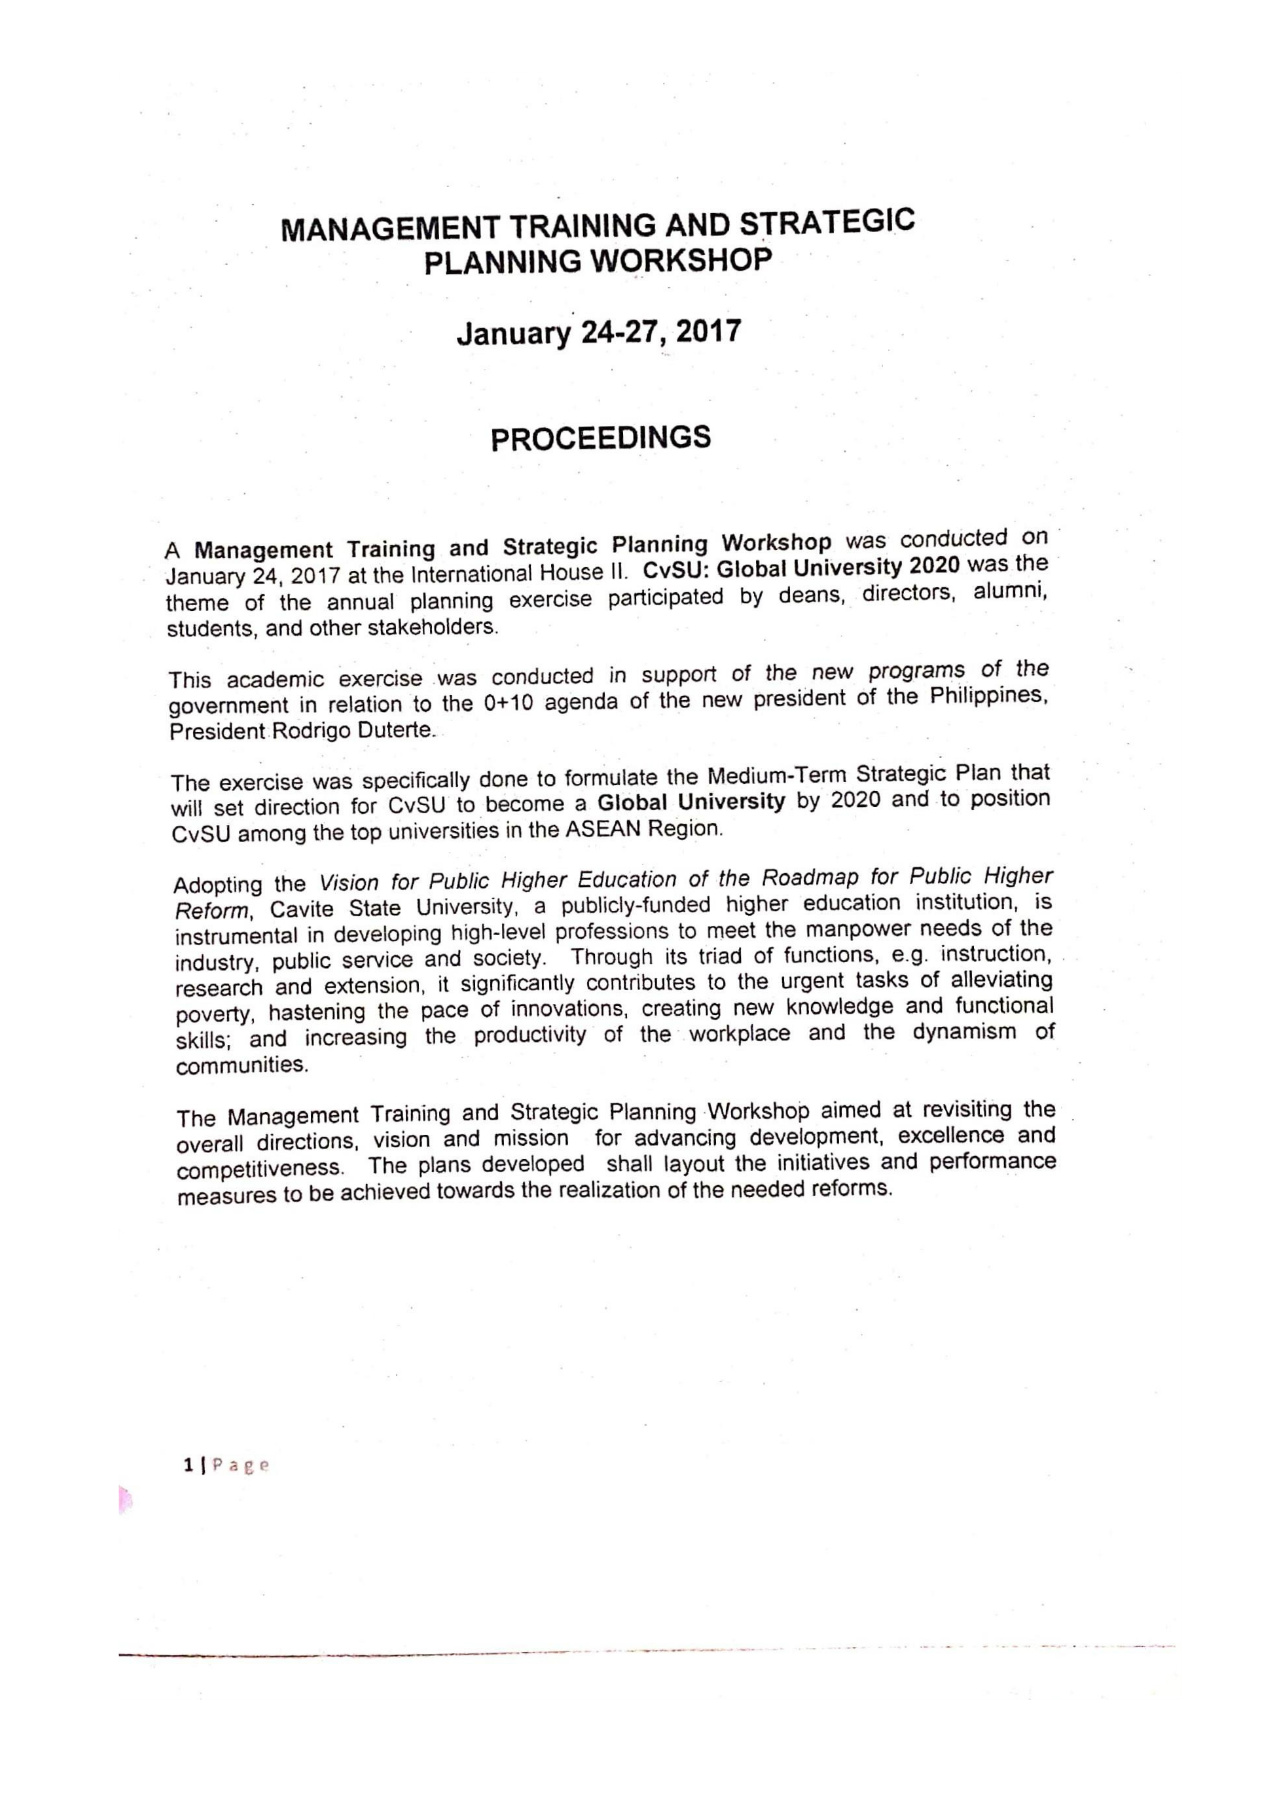 MANAGEMENT TRAINING AND STRATEGIC
PLANNING WORKSHOP
January 24-27, 2017
PROCEEDINGS
A Management Training and Strategic Planning Workshop was conducted on
January 24, 2017 at the International House II. CvSU: Global University 2020 was the
theme of the annual planning exercise participated by deans, directors, alumni,
students, and other stakeholders.
This academic exercise was conducted in support of the new programs of the
government in relation to the 0+10 agenda of the new president of the Philippines,
President Rodrigo Duterte.
The exercise was specifically done to formulate the Medium-Term Strategic Plan that
will set direction for CvSU to become a Global University by 2020 and to position
CvSU among the top universities in the ASEAN Region.
Adopting the Vision for Public Higher Education of the Roadmap for Public Higher
Reform, Cavite State University, a publicly-funded higher education institution, is
instrumental in developing high-level professions to meet the manpower needs of the
industry, public service and society. Through its triad of functions, e.g. instruction,
research and extension, it significantly contributes to the urgent tasks of alleviating
poverty, hastening the pace of innovations, creating new knowledge and functional
skills; and increasing the productivity of the workplace and the dynamism of
communities.
The Management Training and Strategic Planning Workshop aimed at revisiting the
overall directions, vision and mission for advancing development, excellence and
competitiveness. The plans developed shall layout the initiatives and performance
measures to be achieved towards the realization of the needed reforms.
1 | Page